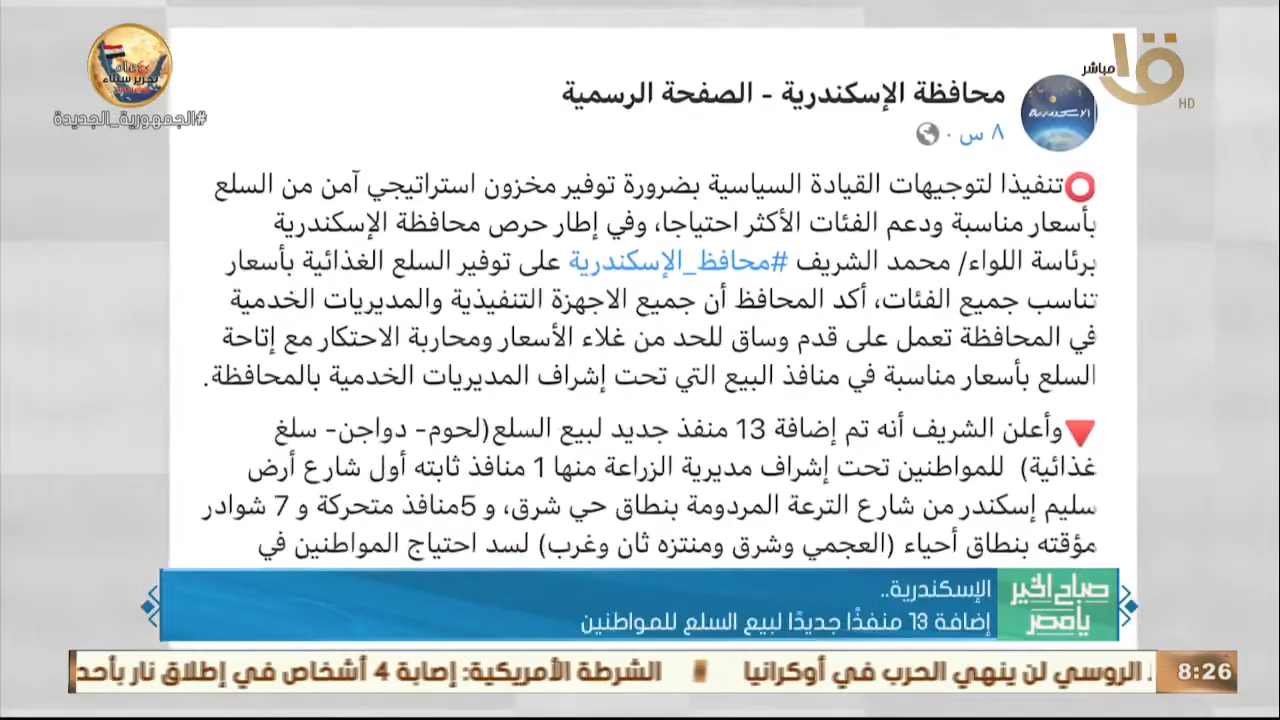 مباشر
HD
تحرير سيناء
#الجمهورية_الجديدة
محافظة الإسكندرية - الصفحة الرسمية
٨ س ·
الإسكندرية
تنفيذا لتوجيهات القيادة السياسية بضرورة توفير مخزون استراتيجي آمن من السلع
بأسعار مناسبة ودعم الفئات الأكثر احتياجا، وفي إطار حرص محافظة الإسكندرية
برئاسة اللواء/ محمد الشريف #محافظ_الإسكندرية على توفير السلع الغذائية بأسعار
تناسب جميع الفئات، أكد المحافظ أن جميع الاجهزة التنفيذية والمديريات الخدمية
في المحافظة تعمل على قدم وساق للحد من غلاء الأسعار ومحاربة الاحتكار مع إتاحة
السلع بأسعار مناسبة في منافذ البيع التي تحت إشراف المديريات الخدمية بالمحافظة.
وأعلن الشريف أنه تم إضافة 13 منفذ جديد لبيع السلع(لحوم- دواجن- سلغ
غذائية) للمواطنين تحت إشراف مديرية الزراعة منها 1 منافذ ثابته أول شارع أرض
سليم إسكندر من شارع الترعة المردومة بنطاق حي شرق، و 5منافذ متحركة و 7 شوادر
مؤقته بنطاق أحياء (العجمي وشرق ومنتزه ثان وغرب) لسد احتياج المواطنين في
صباح الخير
يا مصر
الإسكندرية..
إضافة 13 منفذًا جديدًا لبيع السلع للمواطنين
8:26
الروسي لن ينهي الحرب في أوكرانيا
الشرطة الأمريكية: إصابة 4 أشخاص في إطلاق نار بأحد